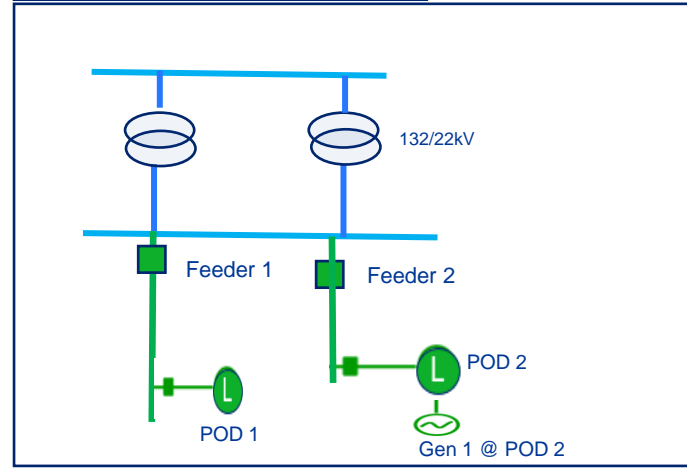 132/22kV
Feeder 1
Feeder 2
L
POD 1
L
POD 2
Gen 1 @ POD 2